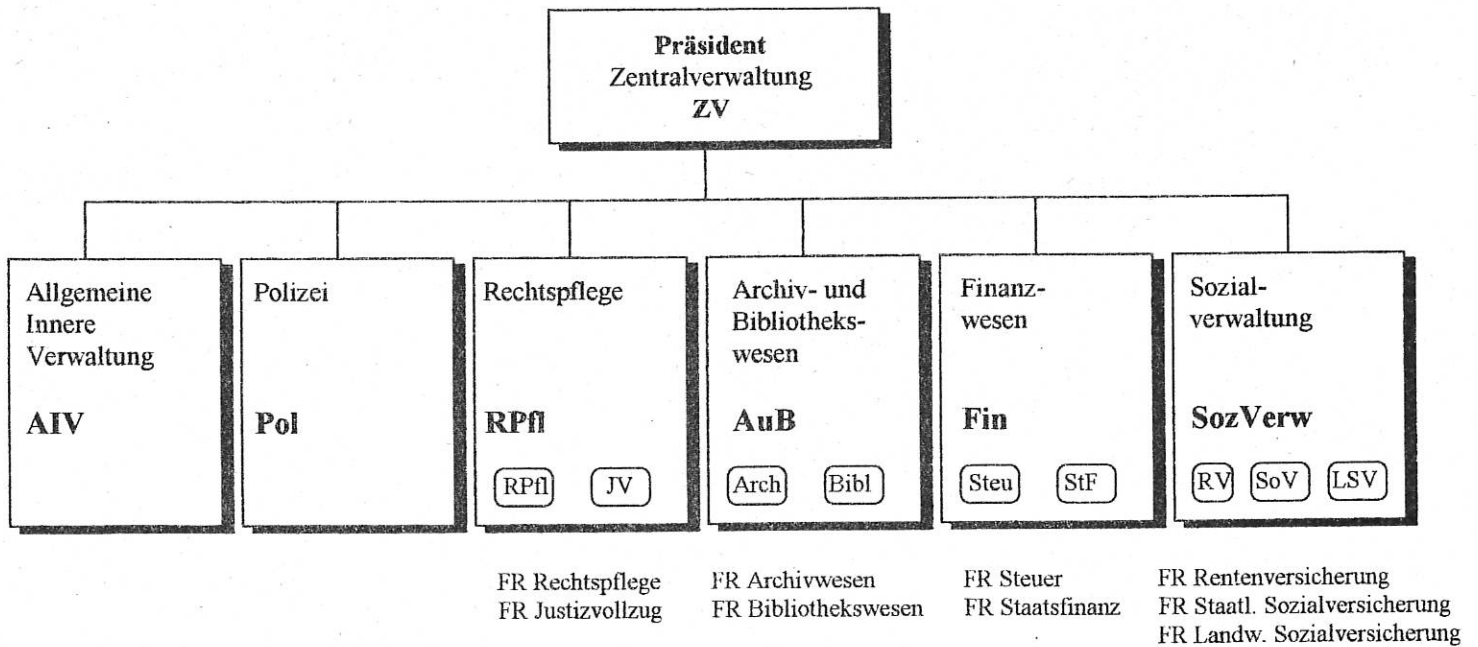 Präsident
Zentralverwaltung
ZV
Allgemeine
Innere
Verwaltung
AIV
Polizei
Pol
Rechtspflege
RPfl
RPfl JV
Archiv- und
Bibliotheks-
wesen
AuB
Arch Bibl
Finanz-
wesen
Fin
Steu StF
Sozial-
verwaltung
SozVerw
RV SoV LSV
FR Rechtspflege
FR Justizvollzug
FR Archivwesen
FR Bibliothekswesen
FR Steuer
FR Staatsfinanz
FR Rentenversicherung
FR Staatl. Sozialversicherung
FR Landw. Sozialversicherung